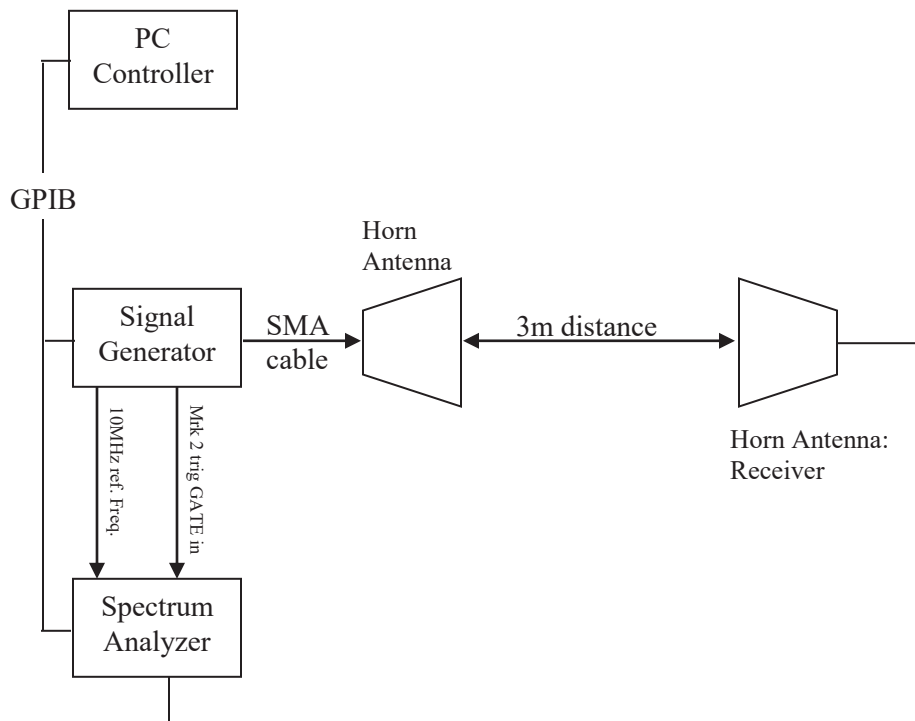 PC
Controller
GPIB
Horn
Antenna
Signal
Generator
SMA
cable
3m distance
Horn Antenna:
Receiver
10MHz ref. Freq.
Mrk 2 trig GATE in
Spectrum
Analyzer